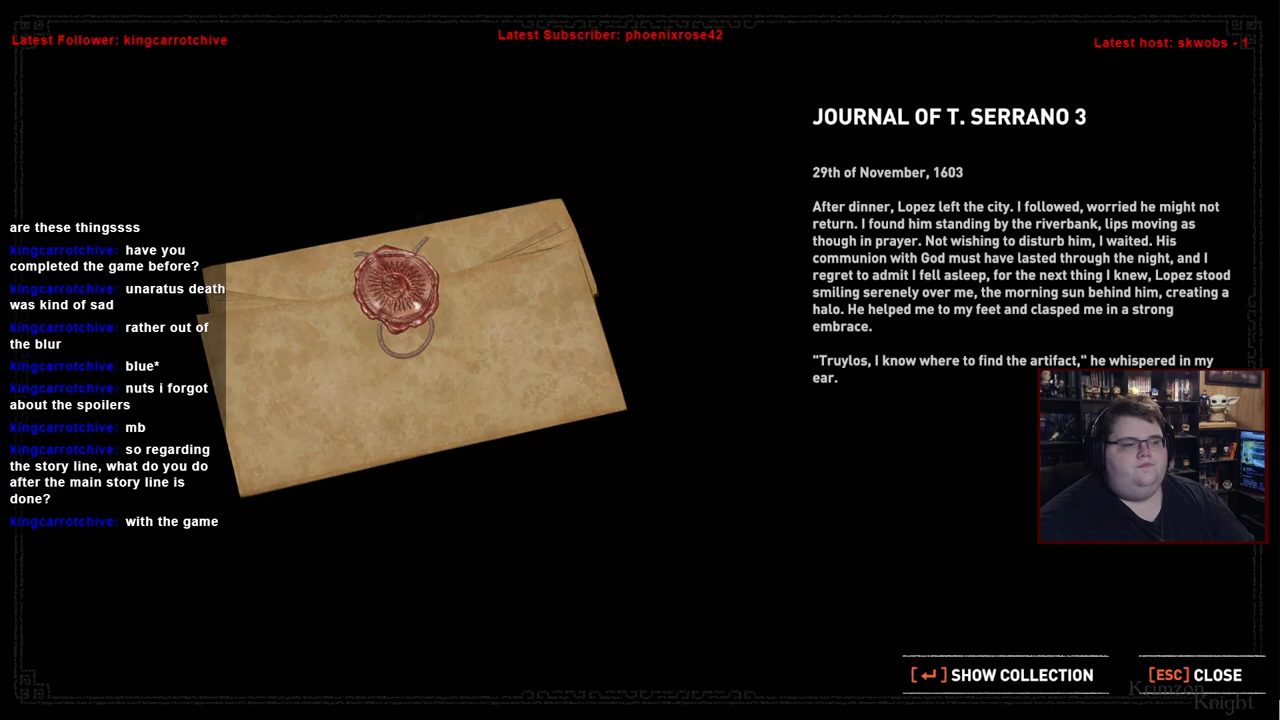 Latest Follower: kingcarrotchive
Latest Subscriber: phoenixrose42
Latest host: skwobs - 1
JOURNAL OF T. SERRANO 3
29th of November, 1603
After dinner, Lopez left the city. I followed, worried he might not
return. I found him standing by the riverbank, lips moving as
though in prayer. Not wishing to disturb him, I waited. His
communion with God must have lasted through the night, and I
regret to admit I fell asleep, for the next thing I knew, Lopez stood
smiling serenely over me, the morning sun behind him, creating a
halo. He helped me to my feet and clasped me in a strong
embrace.
"Truylos, I know where to find the artifact," he whispered in my
ear.
are these thingssss
kingcarrotchive: have you
completed the game before?
kingcarrotchive: unaratus death
was kind of sad
kingcarrotchive: rather out of
the blur
kingcarrotchive: blue*
kingcarrotchive: nuts i forgot
about the spoilers
kingcarrotchive: mb
kingcarrotchive: so regarding
the story line, what do you do
after the main story line is
done?
kingcarrotchive: with the game
[↵] SHOW COLLECTION
[ESC] CLOSE
Krimzon
Knight